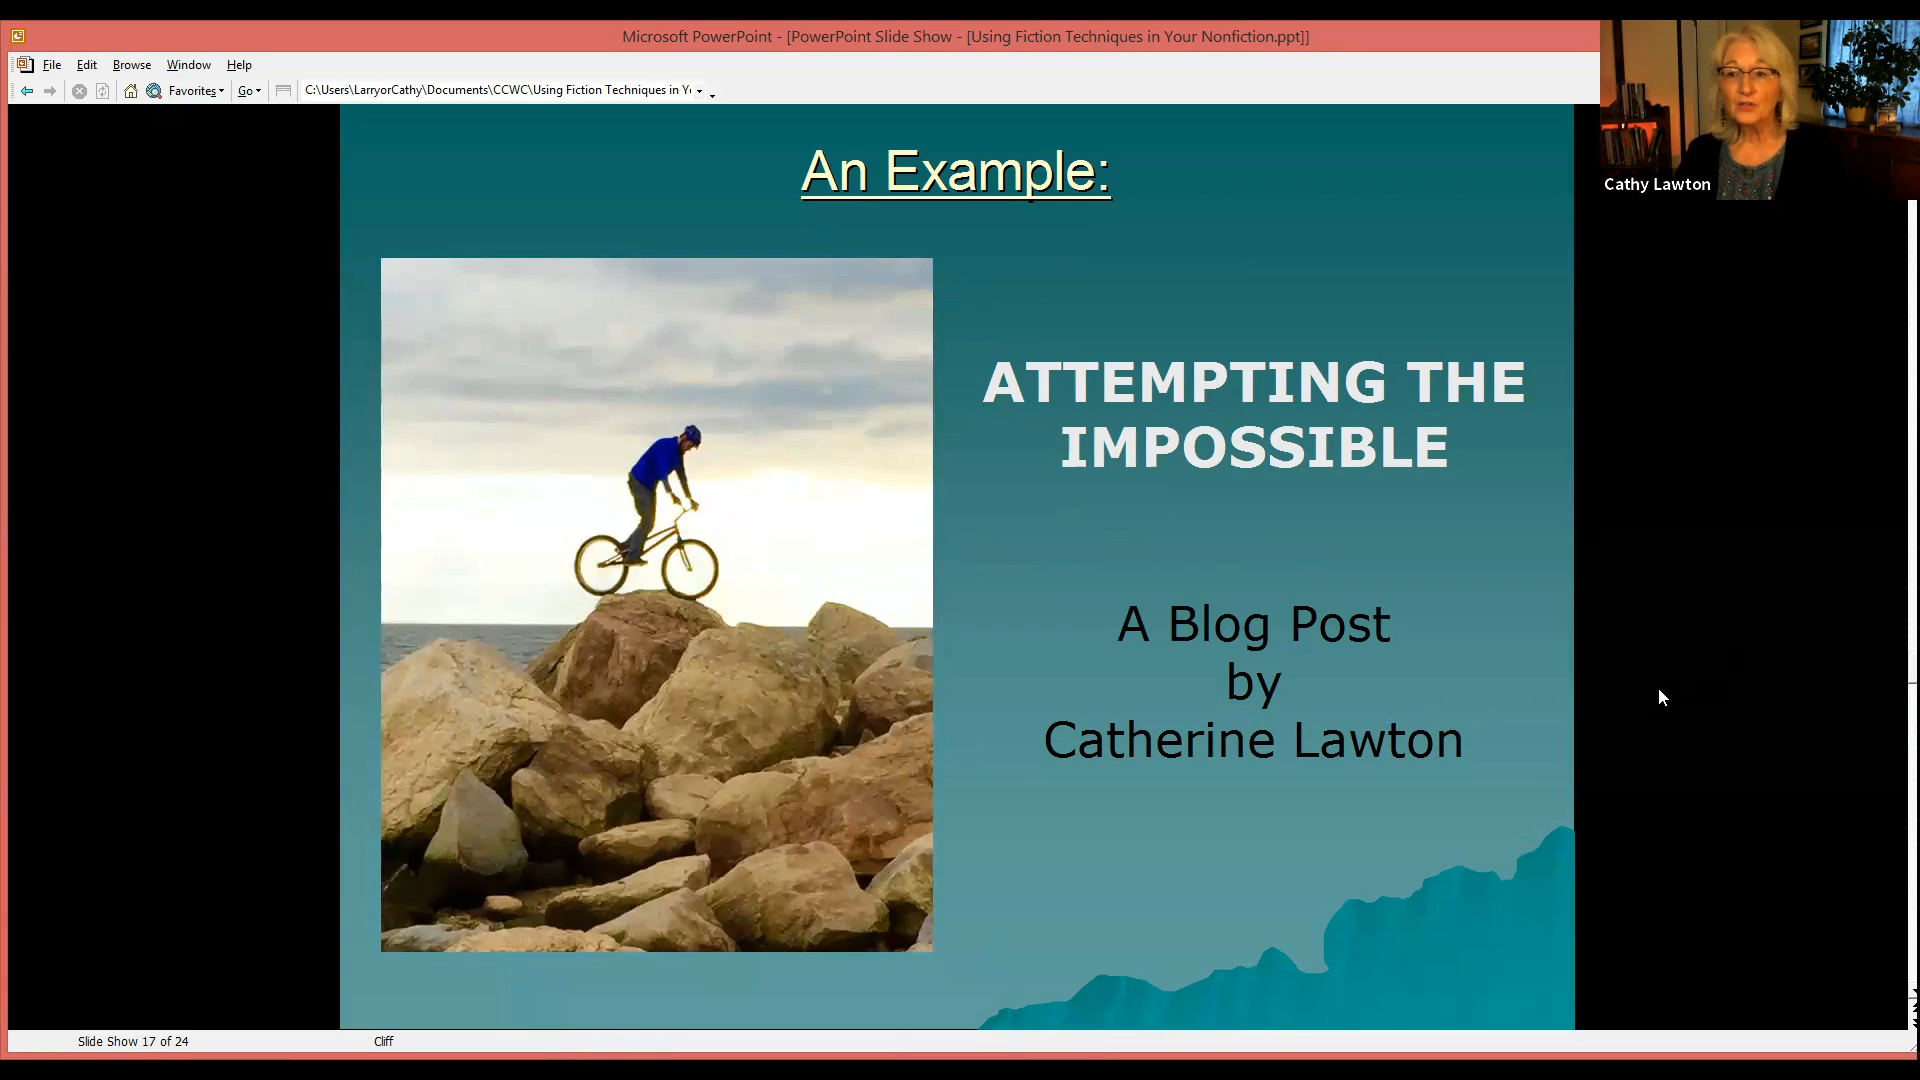 Microsoft PowerPoint - [PowerPoint Slide Show - [Using Fiction Techniques in Your Nonfiction.ppt]]
File Edit Browse Window Help
Favorites Go C:\Users\LarryorCathy\Documents\CCWC\Using Fiction Techniques in Y
Cathy Lawton
An Example:
ATTEMPTING THE
IMPOSSIBLE
A Blog Post
by
Catherine Lawton
Slide Show 17 of 24 Cliff